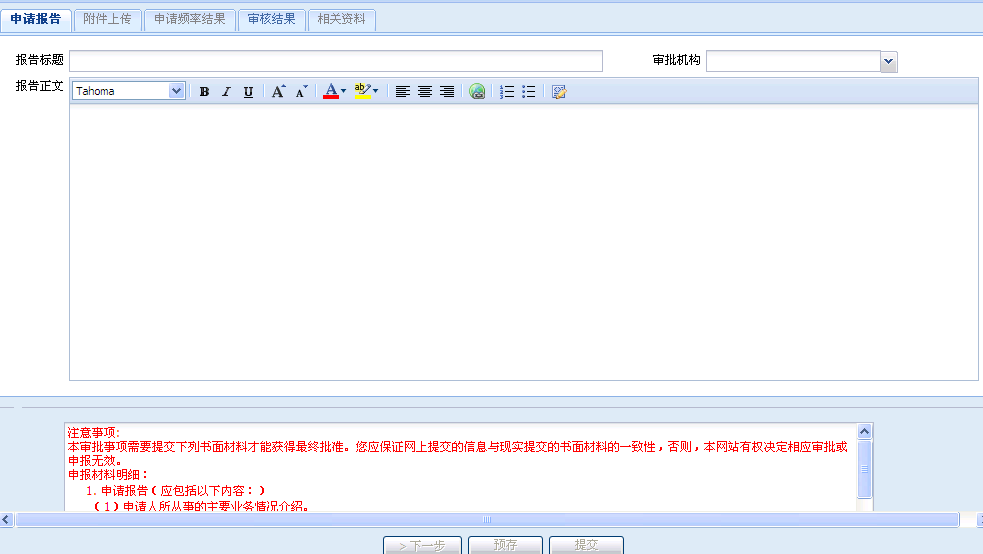 申请报告 附件上传 申请频率结果 审核结果 相关资料
报告标题 审批机构
报告正文 Tahoma B I U A A A ab
注意事项:
本审批事项需要提交下列书面材料才能获得最终批准。您应保证网上提交的信息与现实提交的书面材料的一致性，否则，本网站有权决定相应审批或
申报无效。
申报材料明细：
1. 申请报告（应包括以下内容：）
（1）申请人所从事的主要业务情况介绍。
> 下一步 预存 提交